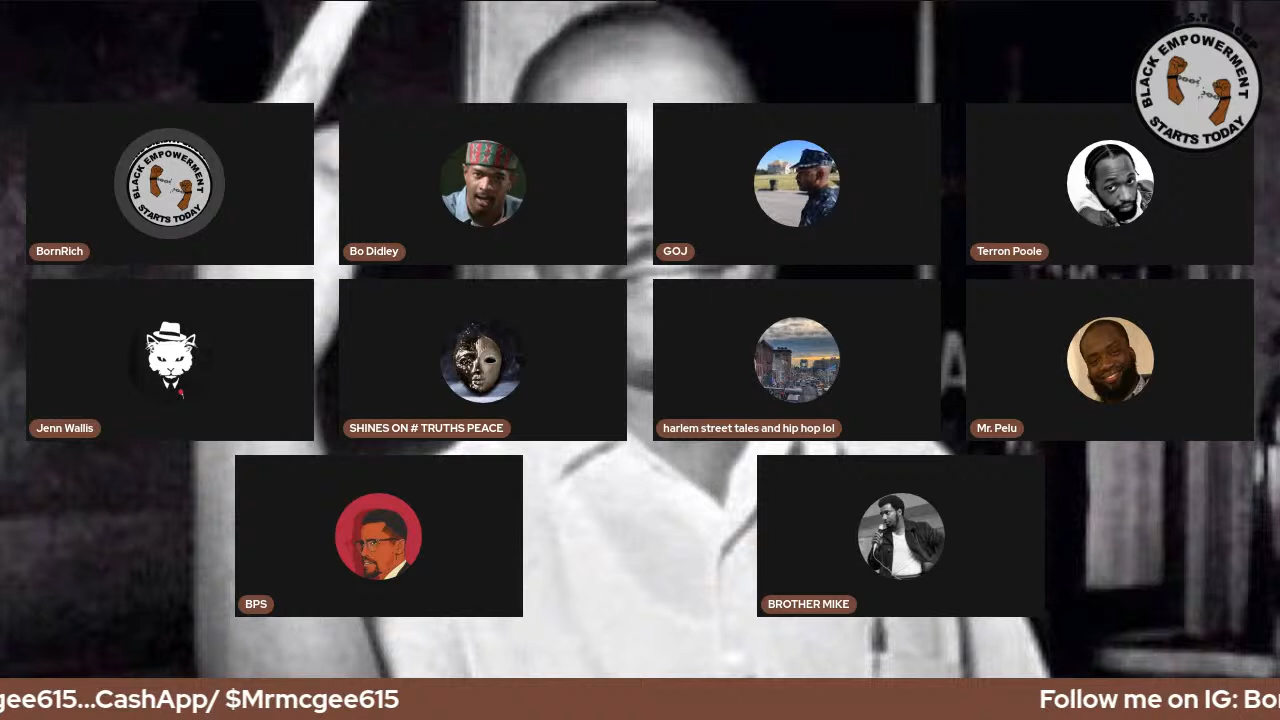 BLACK EMPOWERMENT
STARTS TODAY
BLACK EMPOWERMENT
STARTS TODAY
BornRich
Bo Didley
GOJ
Terron Poole
Jenn Wallis
SHINES ON # TRUTHS PEACE
harlem street tales and hip hop lol
Mr. Pelu
BPS
BROTHER MIKE
gee615...CashApp/ $Mrmcgee615
Follow me on IG: Bor